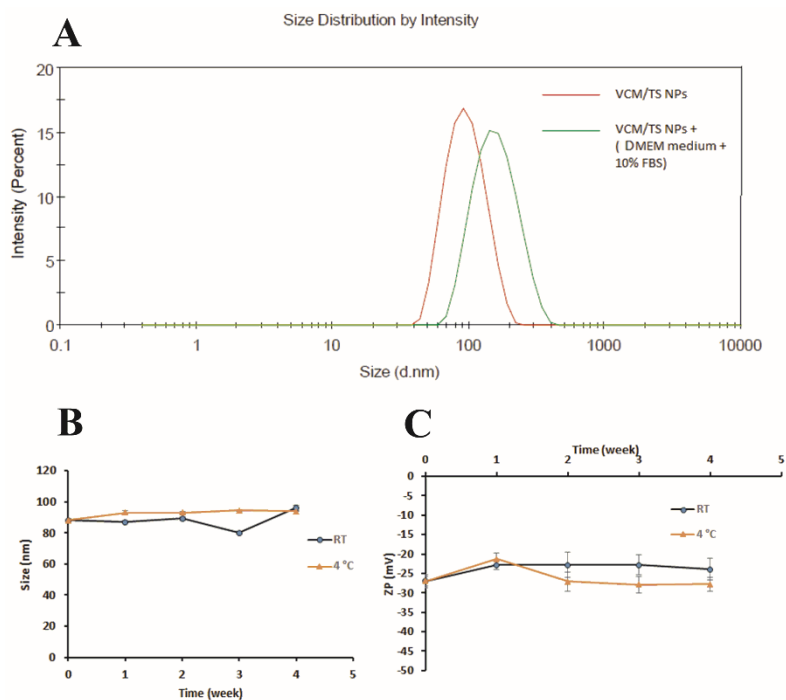 A
Size Distribution by Intensity
20
15
10
5
0
Intensity (Percent)
0.1 1 10 100 1000 10000
Size (d.nm)
VCM/TS NPs
VCM/TS NPs +
( DMEM medium +
10% FBS)
B
120
100
80
60
40
20
0
Size (nm)
0 1 2 3 4 5
Time (week)
RT
4 °C
C
Time (week)
0 1 2 3 4 5
0
-5
-10
-15
-20
-25
-30
-35
-40
-45
-50
ZP (mV)
RT
4 °C